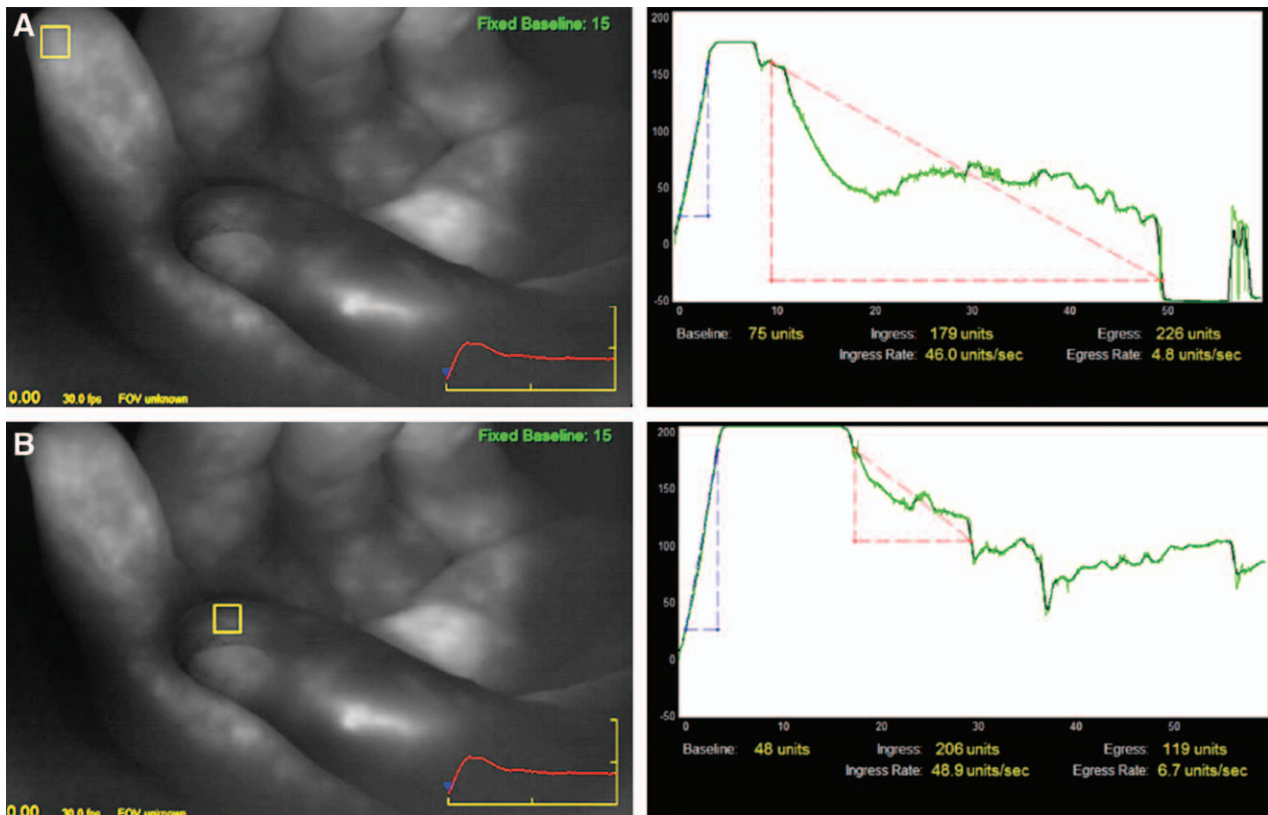 A
Fixed Baseline: 15
0.00 30.0 fps FOV unknown
200
150
100
50
0
-50
10 20 30 40 50
Baseline: 75 units Ingress: 179 units Egress: 226 units
Ingress Rate: 46.0 units/sec Egress Rate: 4.8 units/sec
B
Fixed Baseline: 15
0.00 30.0 fps FOV unknown
200
150
100
50
0
-50
0 10 20 30 40 50
Baseline: 48 units Ingress: 206 units Egress: 119 units
Ingress Rate: 48.9 units/sec Egress Rate: 6.7 units/sec